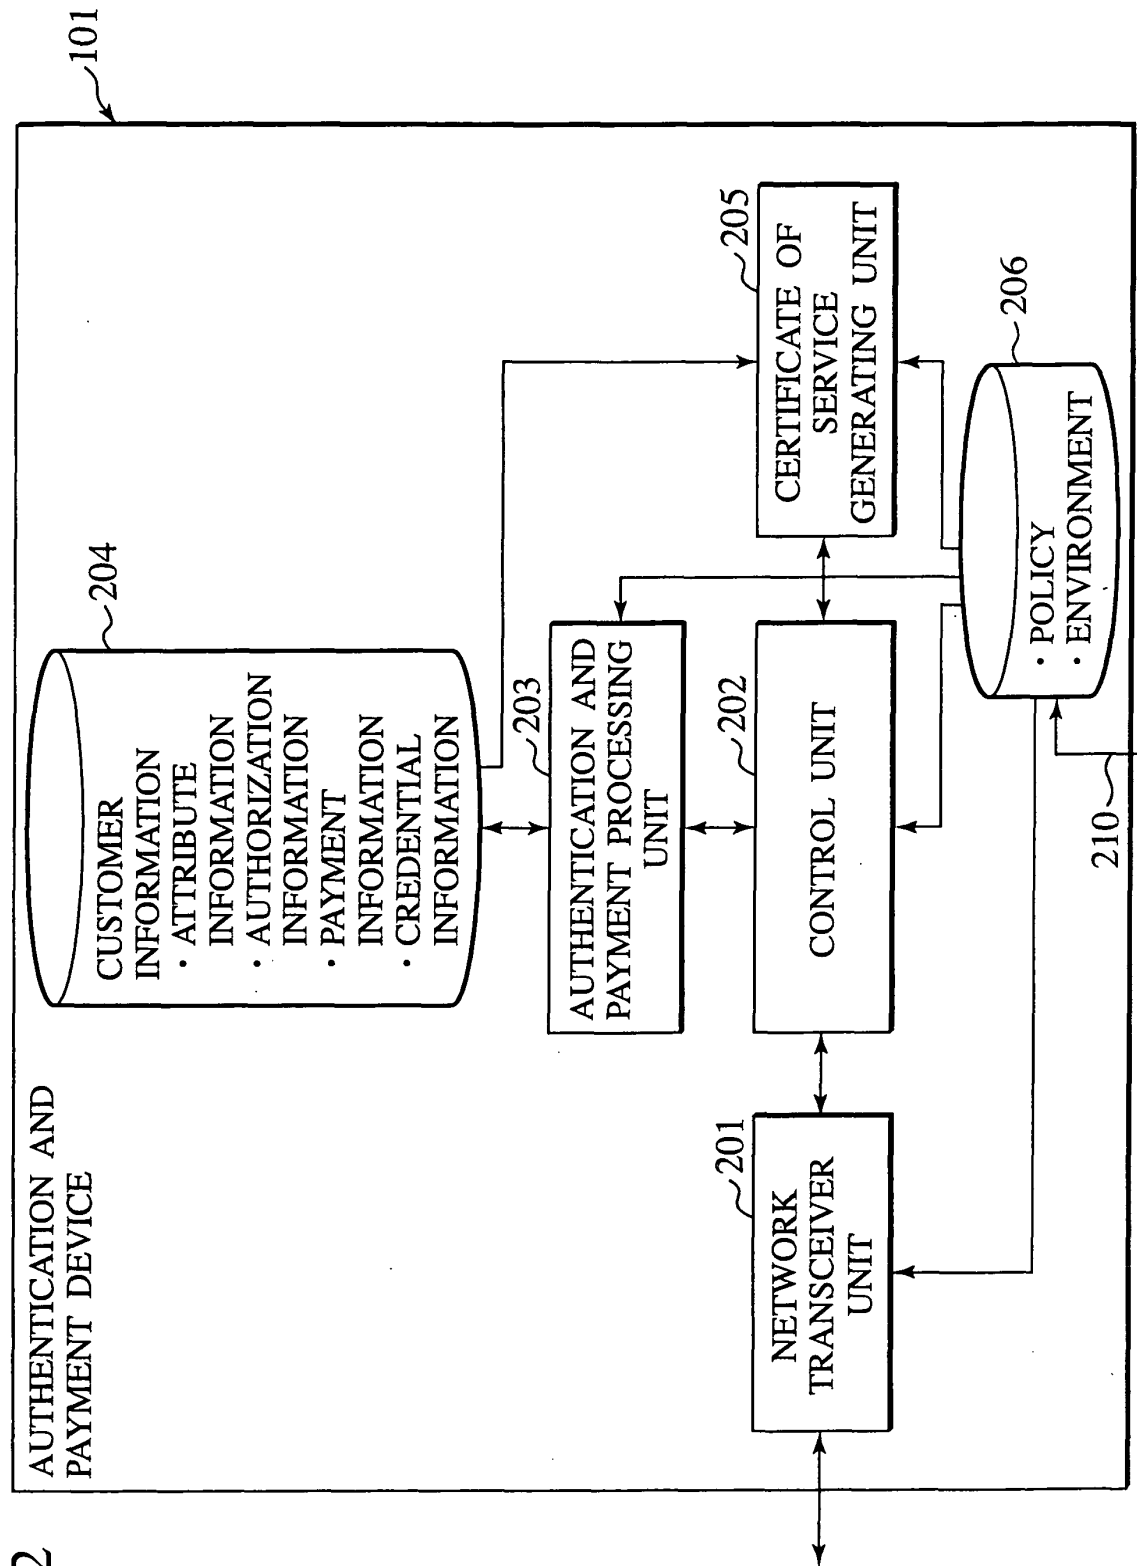 2
AUTHENTICATION AND
PAYMENT DEVICE
101
204
CUSTOMER
INFORMATION
· ATTRIBUTE
INFORMATION
· AUTHORIZATION
INFORMATION
· PAYMENT
INFORMATION
· CREDENTIAL
INFORMATION
203
AUTHENTICATION AND
PAYMENT PROCESSING
UNIT
201
NETWORK
TRANSCEIVER
UNIT
202
CONTROL UNIT
205
CERTIFICATE OF
SERVICE
GENERATING UNIT
206
· POLICY
· ENVIRONMENT
210